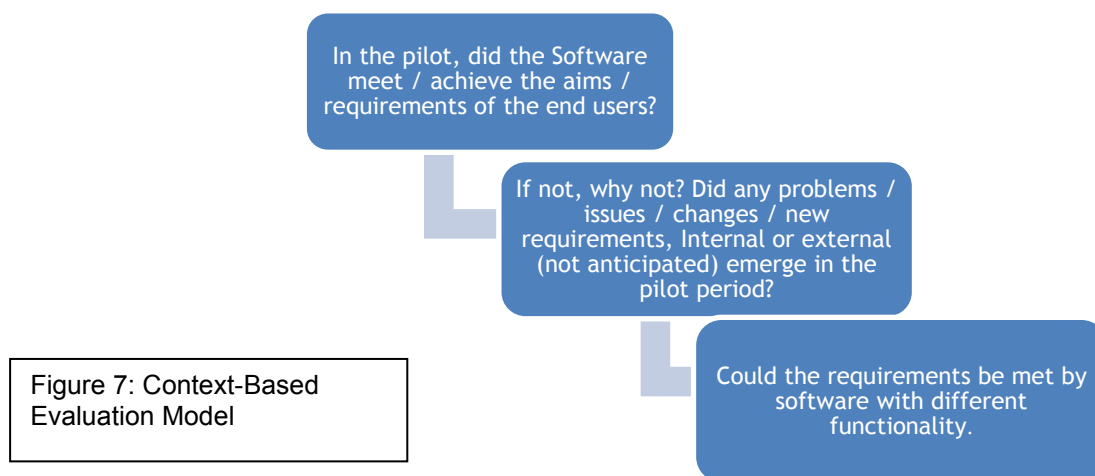 In the pilot, did the Software
meet / achieve the aims /
requirements of the end users?
If not, why not? Did any problems /
issues / changes / new
requirements, Internal or external
(not anticipated) emerge in the
pilot period?
Could the requirements be met by
software with different
functionality.
Figure 7: Context-Based
Evaluation Model